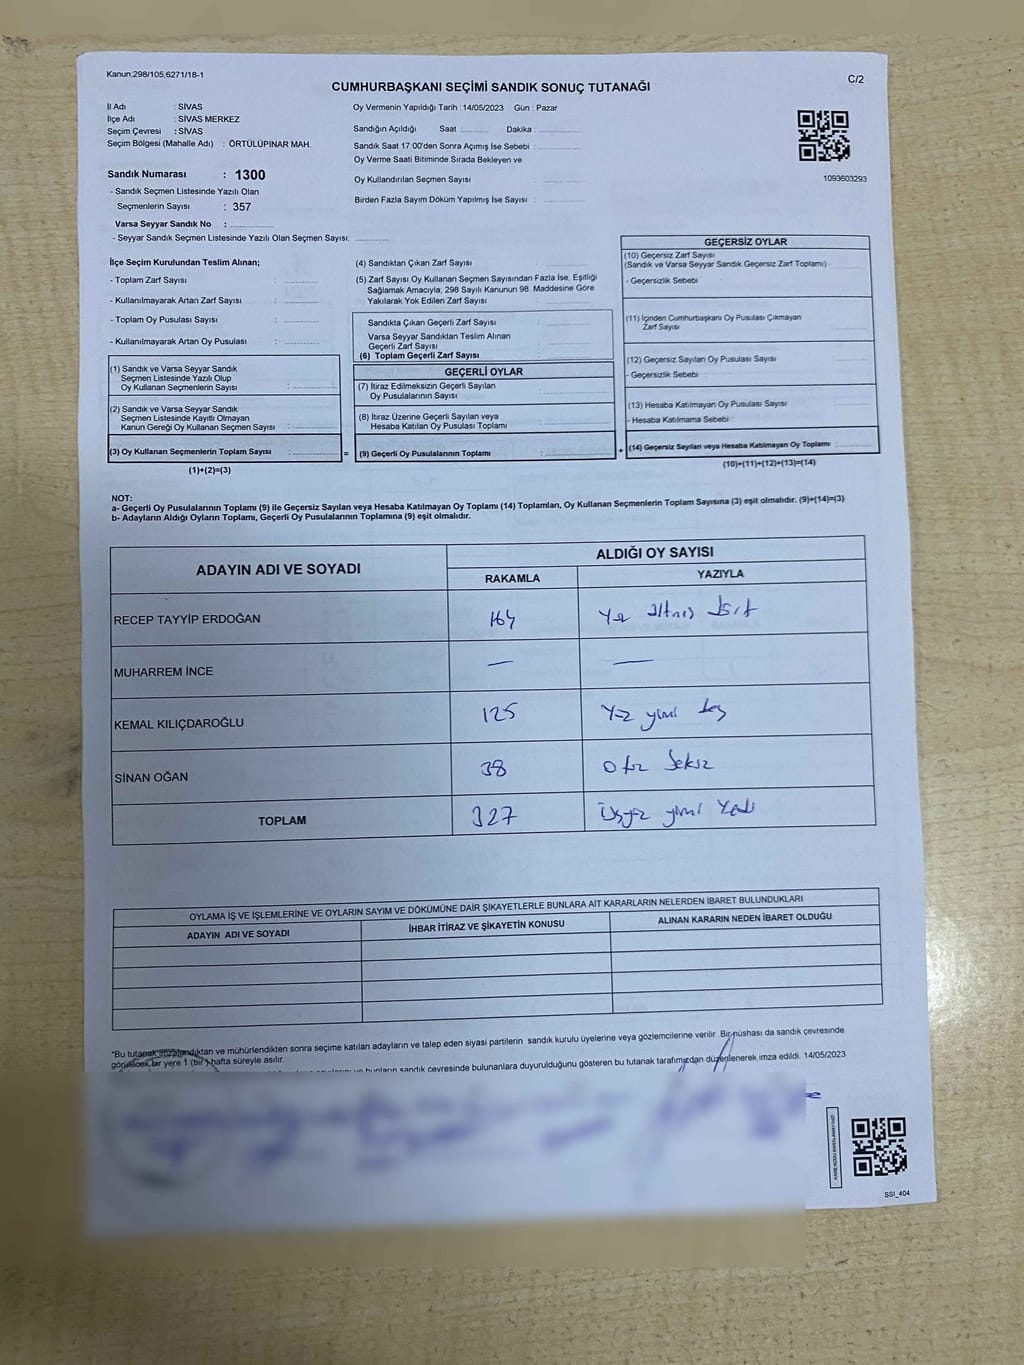 Kanun;298/105;6271/18-1
C/2
CUMHURBAŞKANI SEÇİMİ SANDIK SONUÇ TUTANAĞI
İl Adı : SİVAS
İlçe Adı : SİVAS MERKEZ
Seçim Çevresi : SİVAS
Seçim Bölgesi (Mahalle Adı) : ÖRTÜLÜPINAR MAH.
Sandık Numarası : 1300
- Sandık Seçmen Listesinde Yazılı Olan
Seçmenlerin Sayısı : 357
Varsa Seyyar Sandık No :
- Seyyar Sandık Seçmen Listesinde Yazılı Olan Seçmen Sayısı:
Oy Vermenin Yapıldığı Tarih :14/05/2023 Gün : Pazar
Sandığın Açıldığı Saat : Dakika :
Sandık Saat 17:00'den Sonra Açımış İse Sebebi :
Oy Verme Saati Bitiminde Sırada Bekleyen ve
Oy Kullandırılan Seçmen Sayısı :
Birden Fazla Sayım Döküm Yapılmış İse Sayısı :
1093603293
İlçe Seçim Kurulundan Teslim Alınan;
- Toplam Zarf Sayısı :
- Kullanılmayarak Artan Zarf Sayısı :
- Toplam Oy Pusulası Sayısı :
- Kullanılmayarak Artan Oy Pusulası :
(1) Sandık ve Varsa Seyyar Sandık
Seçmen Listesinde Yazılı Olup
Oy Kullanan Seçmenlerin Sayısı :
(2) Sandık ve Varsa Seyyar Sandık
Seçmen Listesinde Kayıtlı Olmayan
Kanun Gereği Oy Kullanan Seçmen Sayısı :
(3) Oy Kullanan Seçmenlerin Toplam Sayısı :
(1)+(2)=(3)
(4) Sandıktan Çıkan Zarf Sayısı :
(5) Zarf Sayısı Oy Kullanan Seçmen Sayısından Fazla İse, Eşitliği
Sağlamak Amacıyla; 298 Sayılı Kanunun 98. Maddesine Göre
Yakılarak Yok Edilen Zarf Sayısı :
Sandıkta Çıkan Geçerli Zarf Sayısı :
Varsa Seyyar Sandıktan Teslim Alınan
Geçerli Zarf Sayısı :
(6) Toplam Geçerli Zarf Sayısı :
GEÇERLİ OYLAR
(7) İtiraz Edilmeksizin Geçerli Sayılan
Oy Pusulalarının Sayısı :
(8) İtiraz Üzerine Geçerli Sayılan veya
Hesaba Katılan Oy Pusulası Toplamı :
= (9) Geçerli Oy Pusulalarının Toplamı :
GEÇERSİZ OYLAR
(10) Geçersiz Zarf Sayısı
(Sandık ve Varsa Seyyar Sandık Geçersiz Zarf Toplamı) :
- Geçersizlik Sebebi :
(11) İçinden Cumhurbaşkanı Oy Pusulası Çıkmayan
Zarf Sayısı :
(12) Geçersiz Sayılan Oy Pusulası Sayısı :
- Geçersizlik Sebebi :
(13) Hesaba Katılmayan Oy Pusulası Sayısı :
- Hesaba Katılmama Sebebi :
+ (14) Geçersiz Sayılan veya Hesaba Katılmayan Oy Toplamı :
(10)+(11)+(12)+(13)=(14)
NOT:
a- Geçerli Oy Pusulalarının Toplamı (9) ile Geçersiz Sayılan veya Hesaba Katılmayan Oy Toplamı (14) Toplamları, Oy Kullanan Seçmenlerin Toplam Sayısına (3) eşit olmalıdır. (9)+(14)=(3)
b- Adayların Aldığı Oyların Toplamı, Geçerli Oy Pusulalarının Toplamına (9) eşit olmalıdır.
ADAYIN ADI VE SOYADI
ALDIĞI OY SAYISI
RAKAMLA YAZIYLA
RECEP TAYYİP ERDOĞAN 164 Yüz altmış dört
MUHARREM İNCE — —
KEMAL KILIÇDAROĞLU 125 Yüz yirmi beş
SİNAN OĞAN 38 Otuz sekiz
TOPLAM 327 Üçyüz yirmi yedi
OYLAMA İŞ VE İŞLEMLERİNE VE OYLARIN SAYIM VE DÖKÜMÜNE DAİR ŞİKAYETLERLE BUNLARA AİT KARARLARIN NELERDEN İBARET BULUNDUKLARI
ADAYIN ADI VE SOYADI İHBAR İTİRAZ VE ŞİKAYETİN KONUSU ALINAN KARARIN NEDEN İBARET OLDUĞU
*Bu tutanak imzalandıktan ve mühürlendikten sonra seçime katılan adayların ve talep eden siyasi partilerin sandık kurulu üyelerine veya gözlemcilerine verilir Bir nüshası da sandık çevresinde
görülecek bir yere 1 (bir) hafta süreyle asılır.
bunların sandık çevresinde bulunanlara duyurulduğunu gösteren bu tutanak tarafımızdan düzenlenerek imza edildi. 14/05/2023
SSI_404